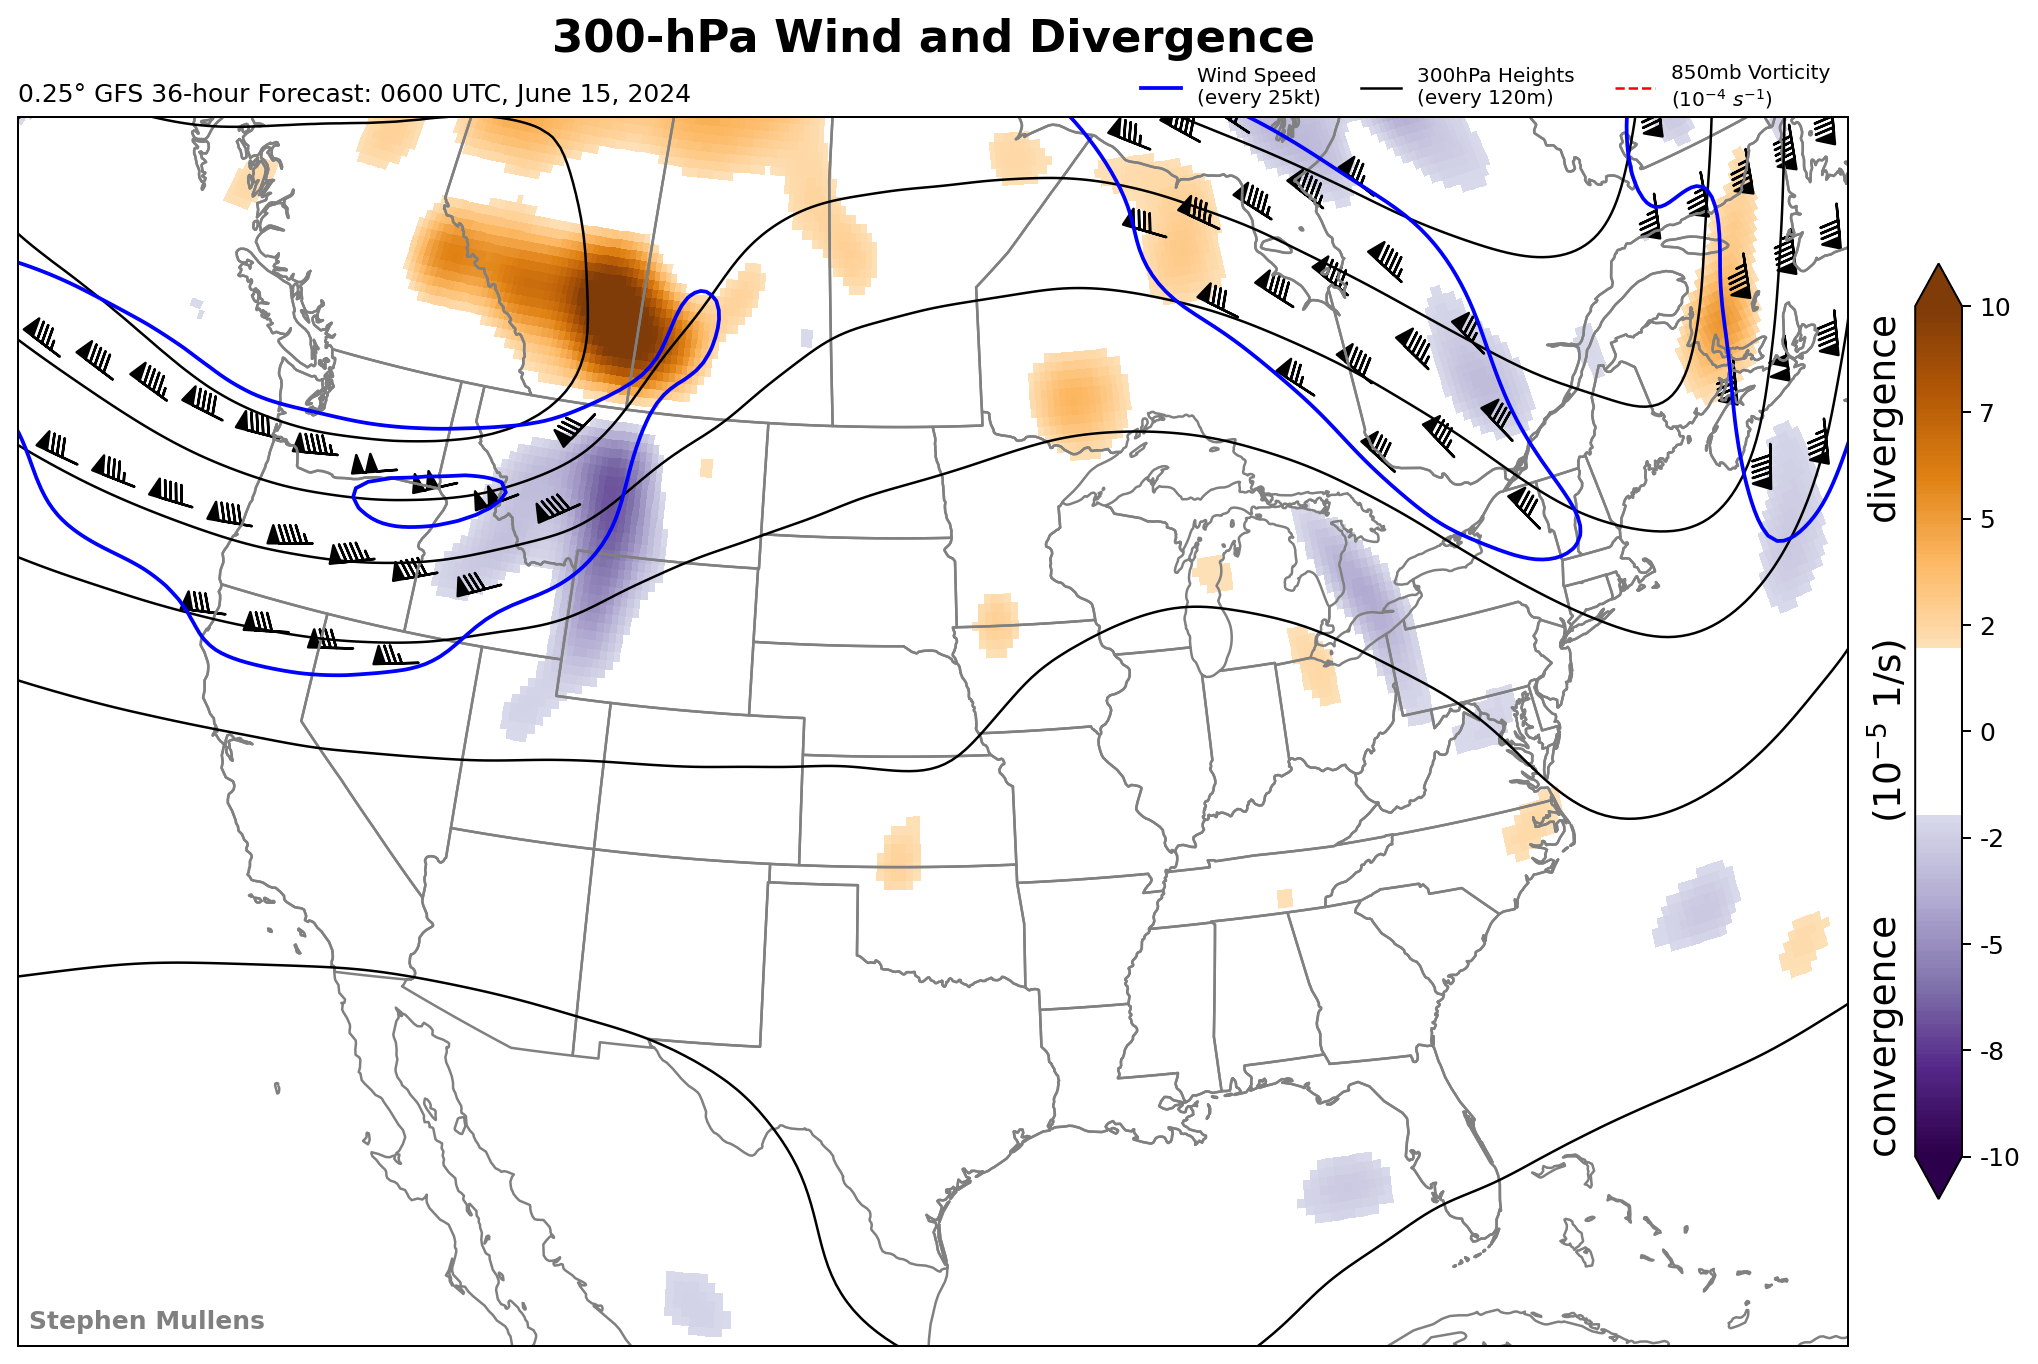 300-hPa Wind and Divergence
0.25° GFS 36-hour Forecast: 0600 UTC, June 15, 2024
Wind Speed
(every 25kt)
300hPa Heights
(every 120m)
850mb Vorticity
(10⁻⁴ s⁻¹)
10
7
5
2
0
-2
-5
-8
-10
convergence (10⁻⁵ 1/s) divergence
Stephen Mullens